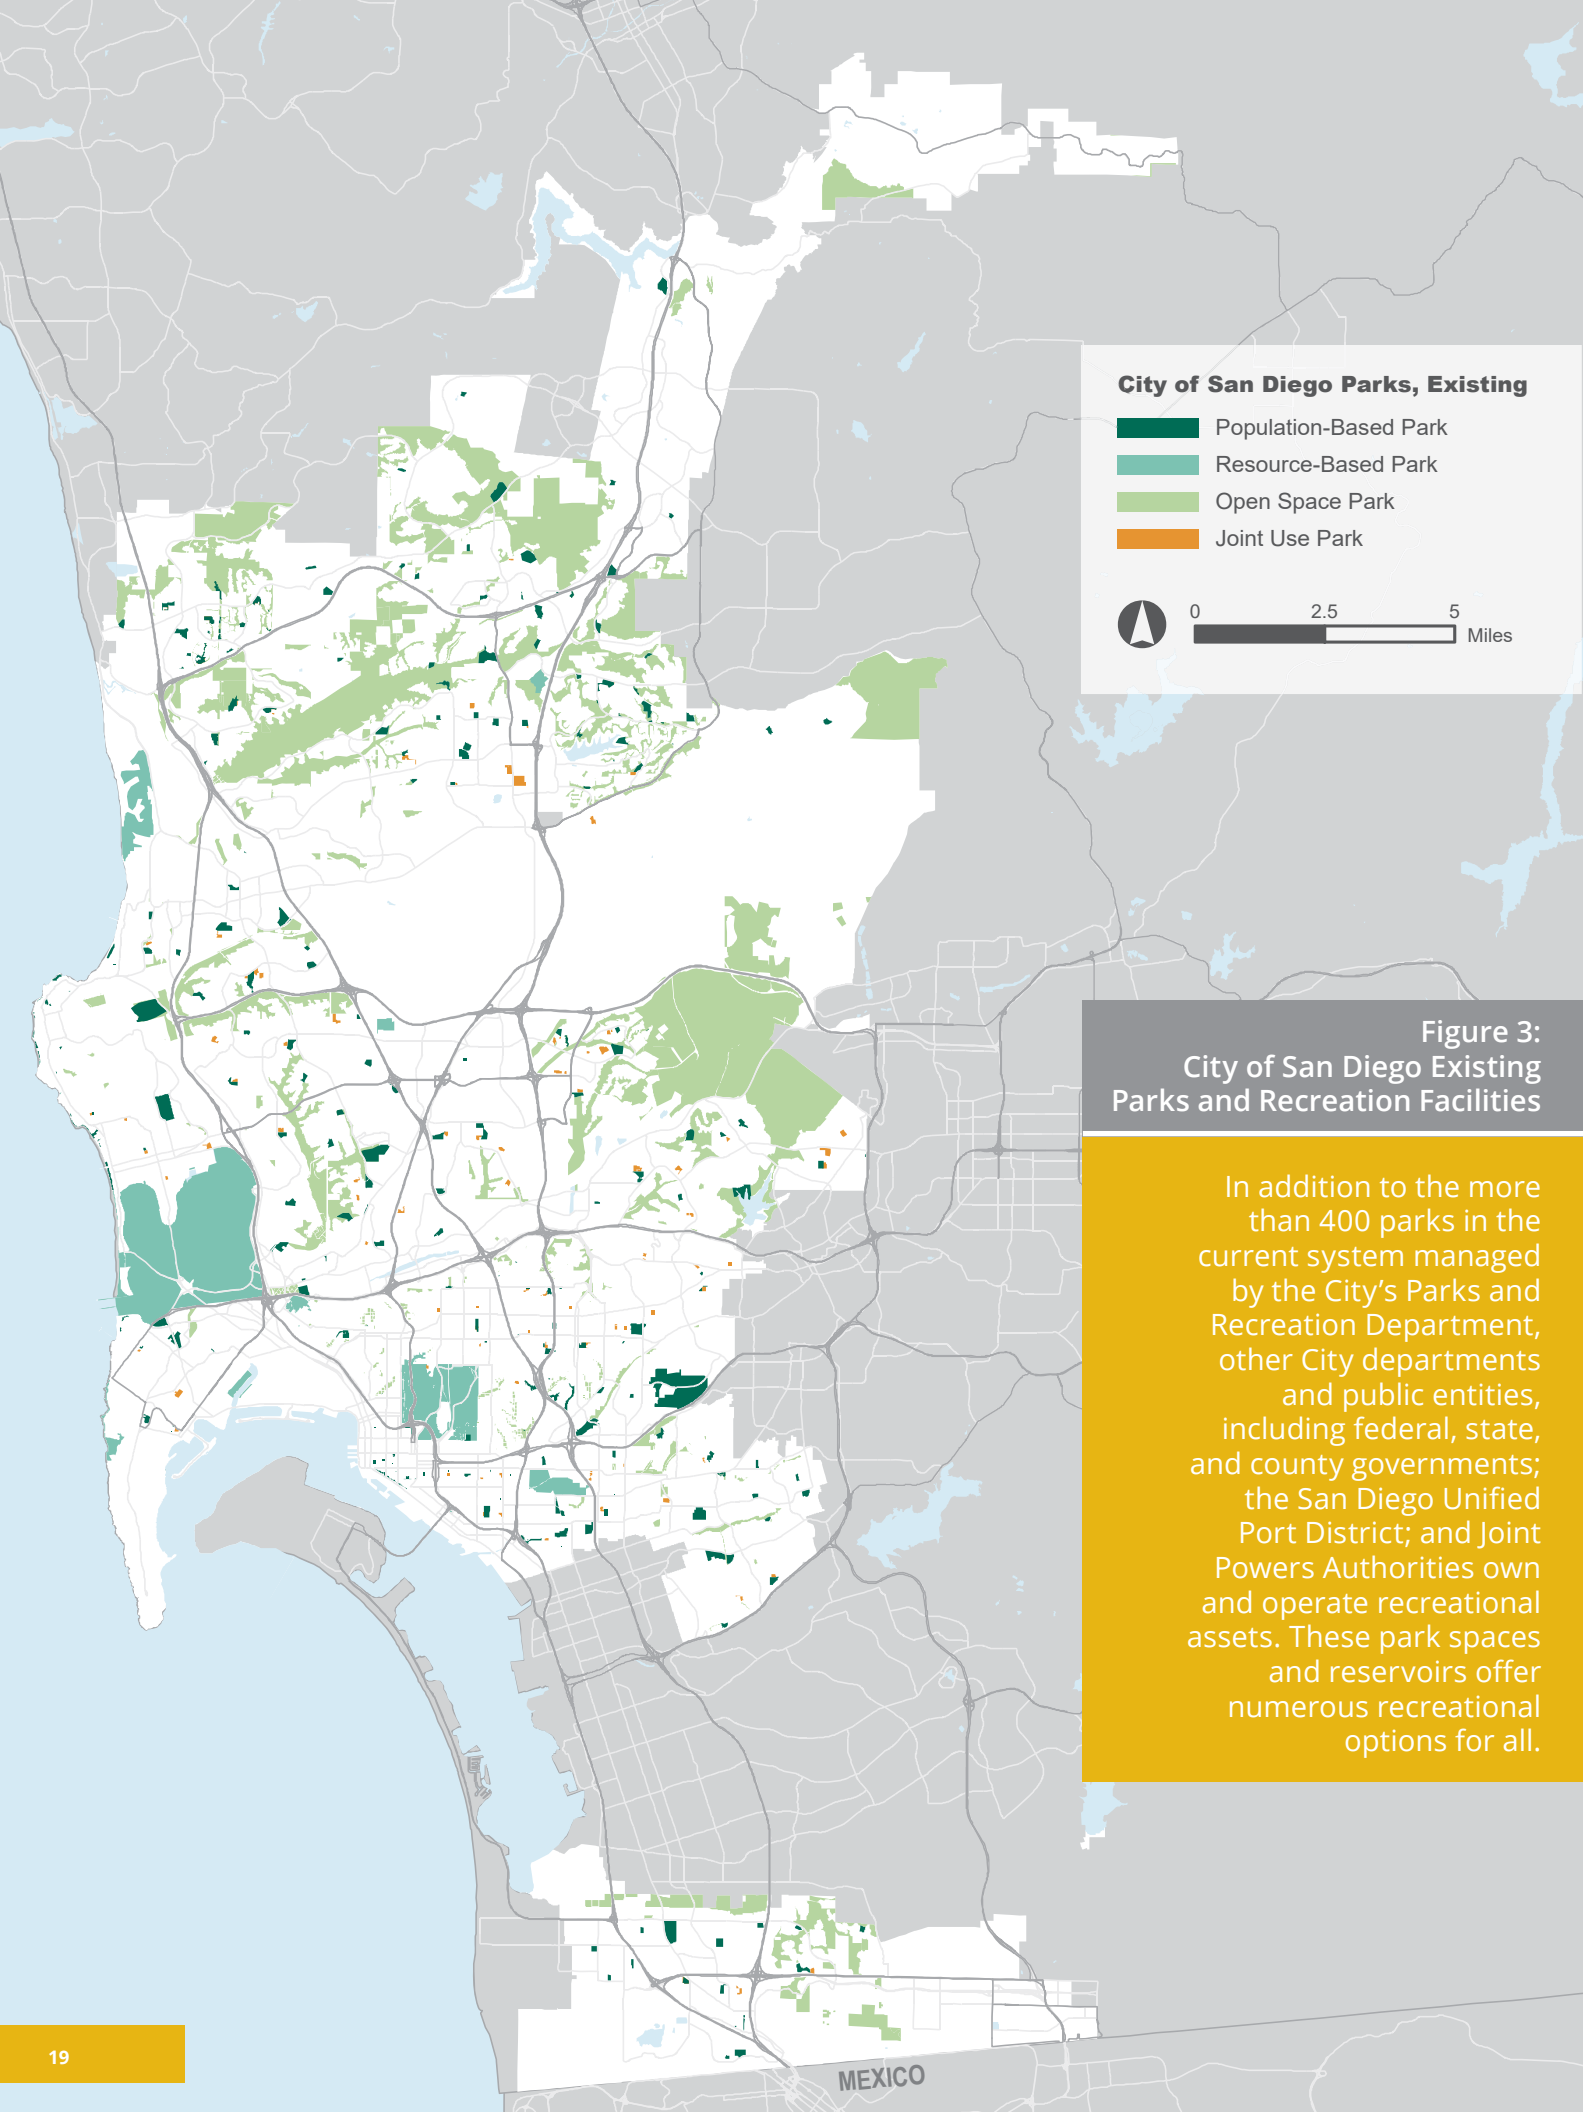 City of San Diego Parks, Existing
Population-Based Park
Resource-Based Park
Open Space Park
Joint Use Park
0 2.5 5
Miles
Figure 3:
City of San Diego Existing
Parks and Recreation Facilities
In addition to the more
than 400 parks in the
current system managed
by the City’s Parks and
Recreation Department,
other City departments
and public entities,
including federal, state,
and county governments;
the San Diego Unified
Port District; and Joint
Powers Authorities own
and operate recreational
assets. These park spaces
and reservoirs offer
numerous recreational
options for all.
MEXICO
19